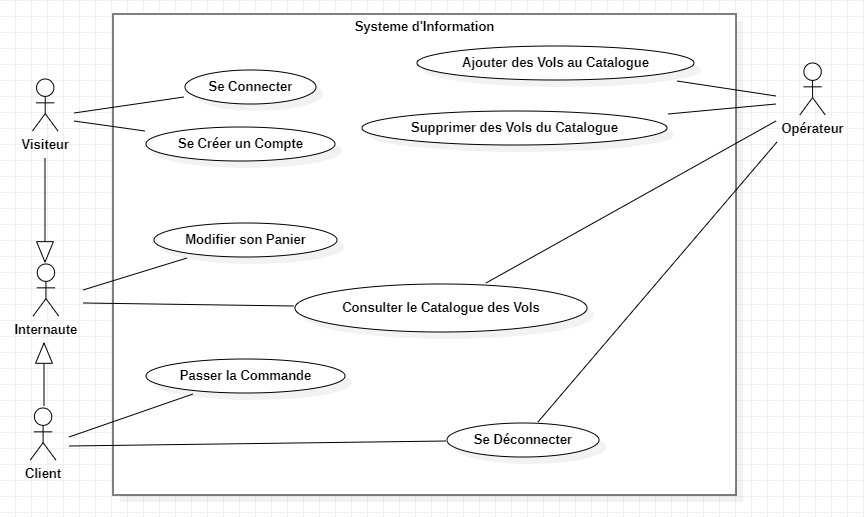 Systeme d'Information
Ajouter des Vols au Catalogue
Se Connecter
Supprimer des Vols du Catalogue
Opérateur
Visiteur
Se Créer un Compte
Modifier son Panier
Consulter le Catalogue des Vols
Internaute
Passer la Commande
Se Déconnecter
Client